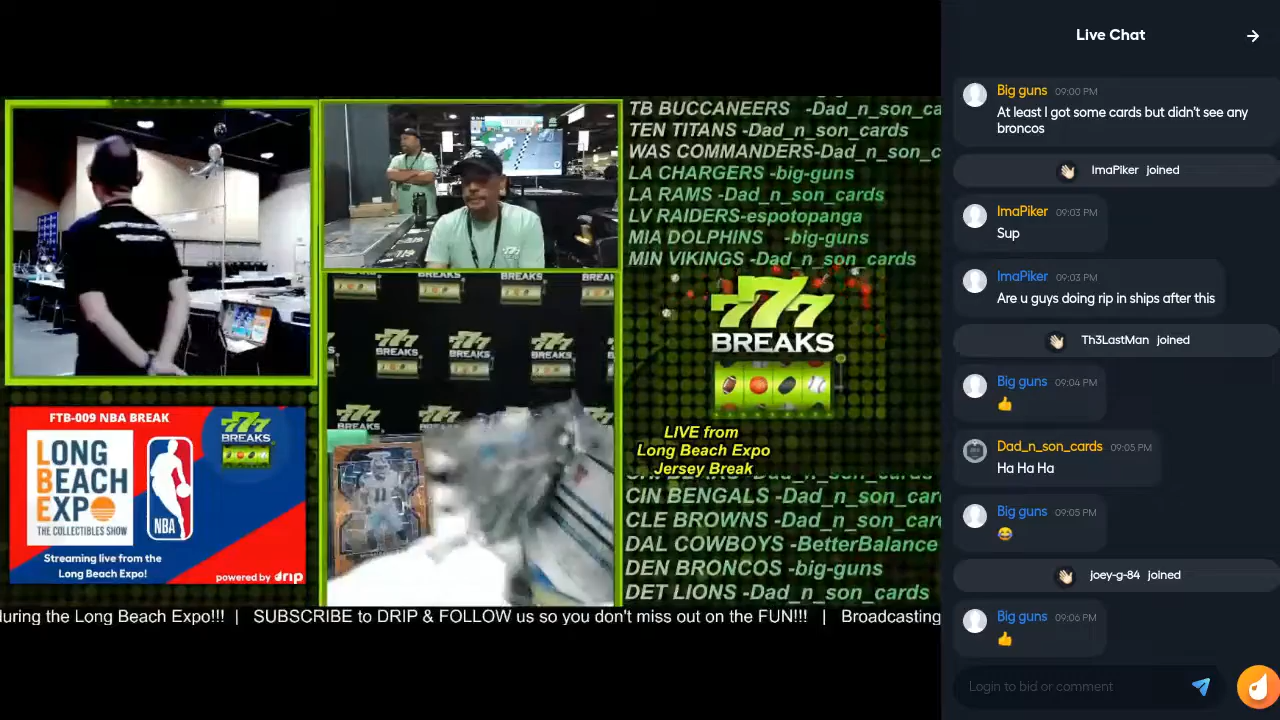 TB BUCCANEERS -Dad_n_son_ca
TEN TITANS -Dad_n_son_cards
WAS COMMANDERS-Dad_n_son_c
LA CHARGERS -big-guns
LA RAMS -Dad_n_son_cards
LV RAIDERS-espotopanga
MIA DOLPHINS -big-guns
MIN VIKINGS -Dad_n_son_cards
777
BREAKS
LIVE from
Long Beach Expo
Jersey Break
CIN BENGALS -Dad_n_son_car
CLE BROWNS -Dad_n_son_card
DAL COWBOYS -BetterBalance
DEN BRONCOS -big-guns
DET LIONS -Dad_n_son_cards
777
BREAKS
BREAKS
BREAKS
FTB-009 NBA BREAK
777
BREAKS
LONG
BEACH
EXPO
THE COLLECTIBLES SHOW
NBA
Streaming live from the
Long Beach Expo!
powered by drip
during the Long Beach Expo!!! | SUBSCRIBE to DRIP & FOLLOW us so you don't miss out on the FUN!!! | Broadcasting
Live Chat
Big guns 09:00 PM
At least I got some cards but didn't see any
broncos
ImaPiker joined
ImaPiker 09:03 PM
Sup
ImaPiker 09:03 PM
Are u guys doing rip in ships after this
Th3LastMan joined
Big guns 09:04 PM
👍
Dad_n_son_cards 09:05 PM
Ha Ha Ha
Big guns 09:05 PM
😂
joey-g-84 joined
Big guns 09:06 PM
👍
Login to bid or comment